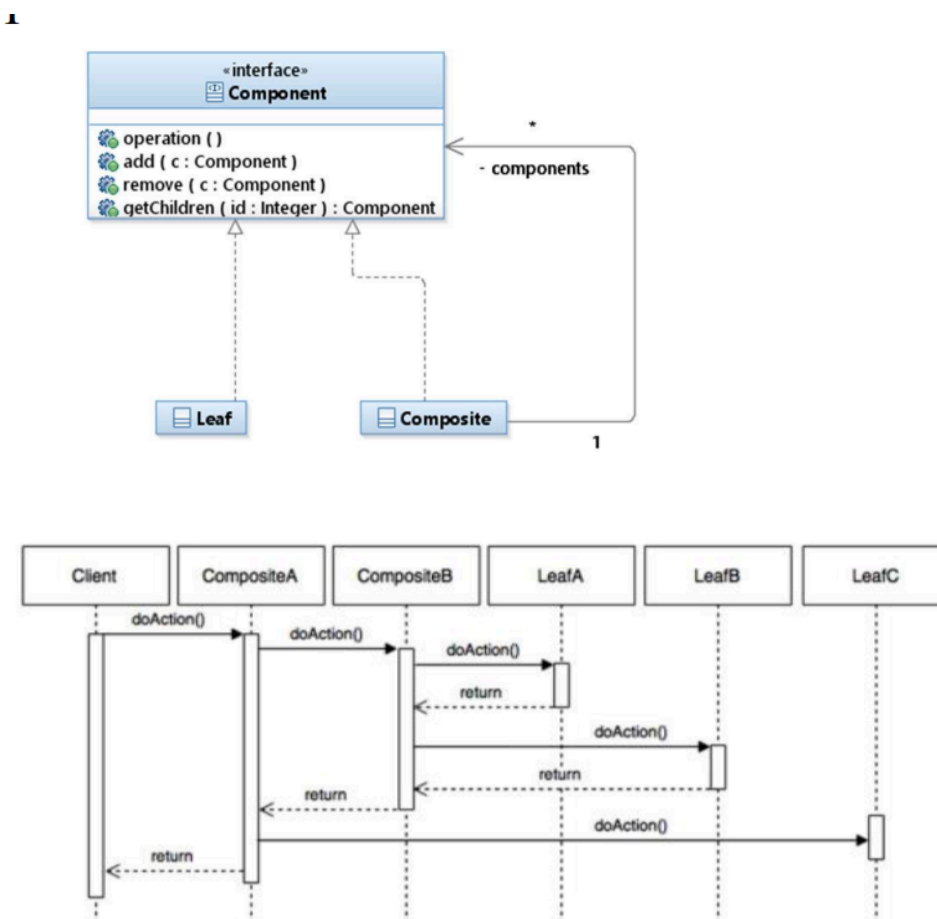 1
«interface»
Component
operation ( )
add ( c : Component )
remove ( c : Component )
getChildren ( id : Integer ) : Component
*
- components
Leaf
Composite
1
Client
CompositeA
CompositeB
LeafA
LeafB
LeafC
doAction()
doAction()
doAction()
return
doAction()
return
return
doAction()
return